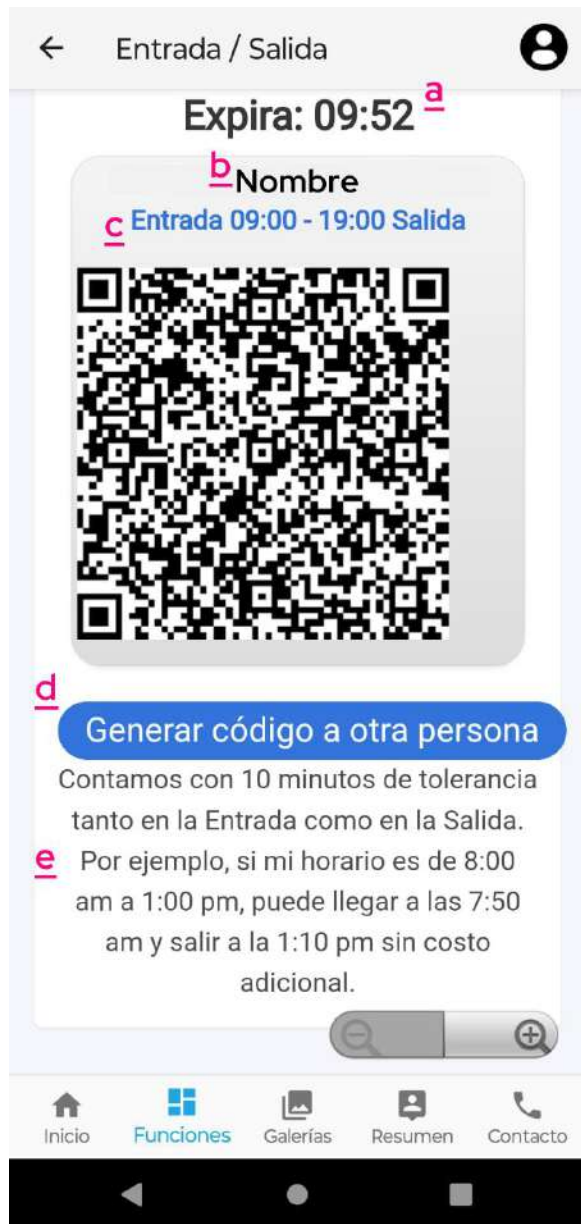 Entrada / Salida
Expira: 09:52 a
b Nombre
c Entrada 09:00 - 19:00 Salida
d
Generar código a otra persona
Contamos con 10 minutos de tolerancia
tanto en la Entrada como en la Salida.
e Por ejemplo, si mi horario es de 8:00
am a 1:00 pm, puede llegar a las 7:50
am y salir a la 1:10 pm sin costo
adicional.
Inicio Funciones Galerías Resumen Contacto